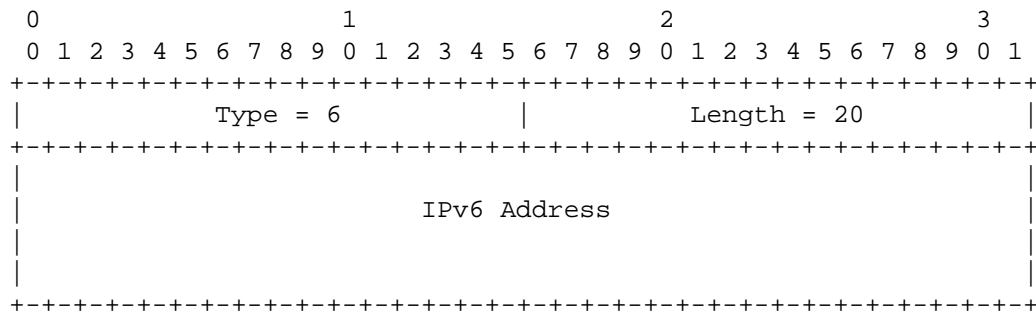 0                   1                   2                   3
 0 1 2 3 4 5 6 7 8 9 0 1 2 3 4 5 6 7 8 9 0 1 2 3 4 5 6 7 8 9 0 1
+-+-+-+-+-+-+-+-+-+-+-+-+-+-+-+-+-+-+-+-+-+-+-+-+-+-+-+-+-+-+-+-+
|            Type = 6           |          Length = 20          |
+-+-+-+-+-+-+-+-+-+-+-+-+-+-+-+-+-+-+-+-+-+-+-+-+-+-+-+-+-+-+-+-+
|                                                               |
|                         IPv6 Address                          |
|                                                               |
|                                                               |
+-+-+-+-+-+-+-+-+-+-+-+-+-+-+-+-+-+-+-+-+-+-+-+-+-+-+-+-+-+-+-+-+